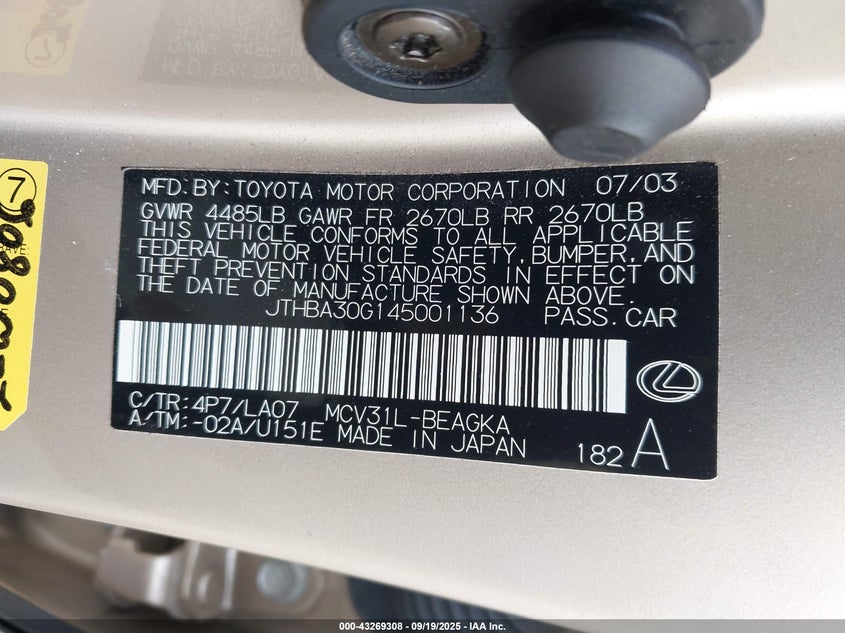 MFD.BY:TOYOTA MOTOR CORPORATION 07/03
GVWR 4485LB GAWR FR 2670LB RR 2670LB
THIS VEHICLE CONFORMS TO ALL APPLICABLE
FEDERAL MOTOR VEHICLE SAFETY,BUMPER,AND
THEFT PREVENTION STANDARDS IN EFFECT ON
THE DATE OF MANUFACTURE SHOWN ABOVE.
JTHBA30G145001136 PASS.CAR
C/TR:4P7/LA07 MCV31L-BEAGKA
A/TM:-02A/U151E MADE IN JAPAN
182 A
7
000-43269308 - 09/19/2025 - IAA Inc.